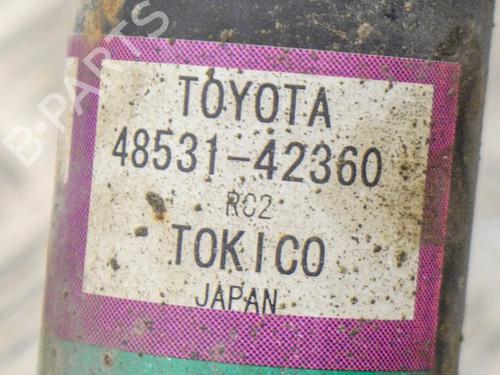 B-PARTS
TOYOTA
48531-42360
RC2
TOKICO
JAPAN